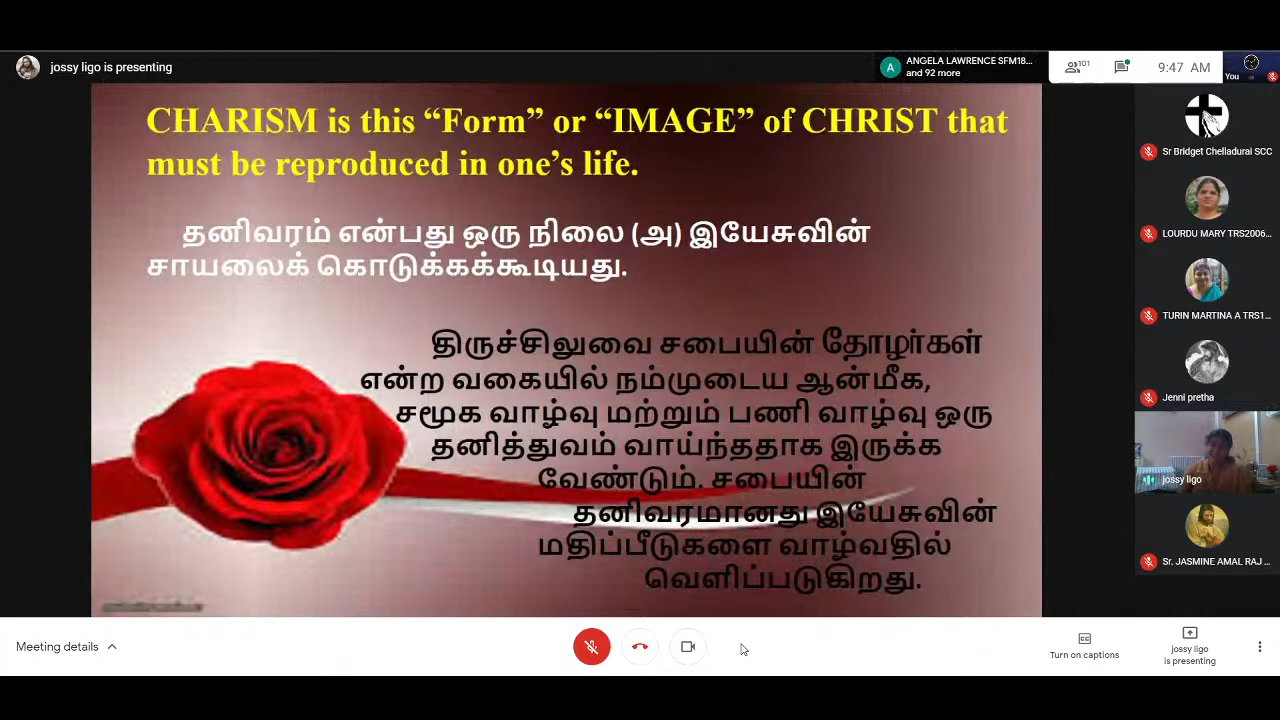 jossy ligo is presenting
A
ANGELA LAWRENCE SFM18...
and 92 more
101
9:47 AM
You
CHARISM is this “Form” or “IMAGE” of CHRIST that
must be reproduced in one’s life.
தனிவரம் என்பது ஒரு நிலை (அ) இயேசுவின்
சாயலைக் கொடுக்கக்கூடியது.
திருச்சிலுவை சபையின் தோழர்கள்
என்ற வகையில் நம்முடைய ஆன்மீக,
சமூக வாழ்வு மற்றும் பணி வாழ்வு ஒரு
தனித்துவம் வாய்ந்ததாக இருக்க
வேண்டும். சபையின்
தனிவரமானது இயேசுவின்
மதிப்பீடுகளை வாழ்வதில்
வெளிப்படுகிறது.
Sr Bridget Chelladurai SCC
LOURDU MARY TRS2006...
TURIN MARTINA A TRS1...
Jenni pretha
jossy ligo
Sr. JASMINE AMAL RAJ ...
Meeting details
Turn on captions
jossy ligo
is presenting